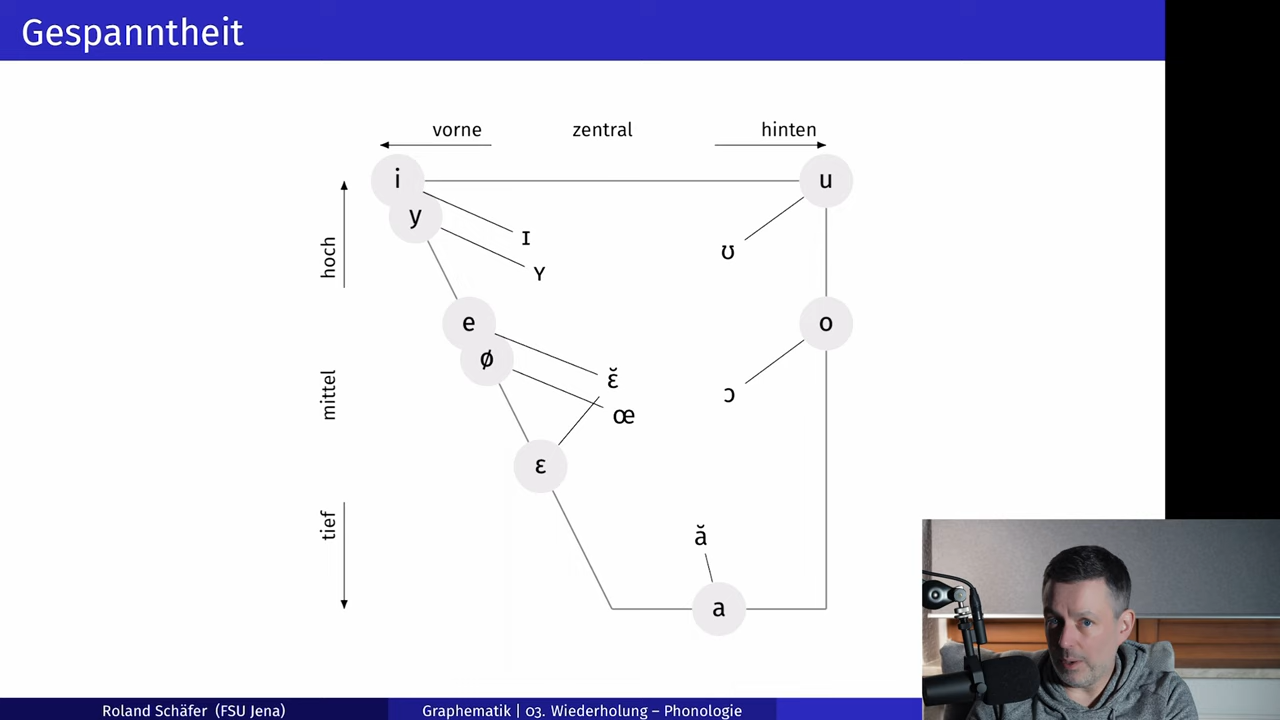 Gespanntheit
vorne zentral hinten
i u
y
ɪ
hoch ʊ
ʏ
e o
ø
mittel ɛ̆ ɔ
œ
ɛ
tief ă
a
Roland Schäfer (FSU Jena) Graphematik | 03. Wiederholung – Phonologie